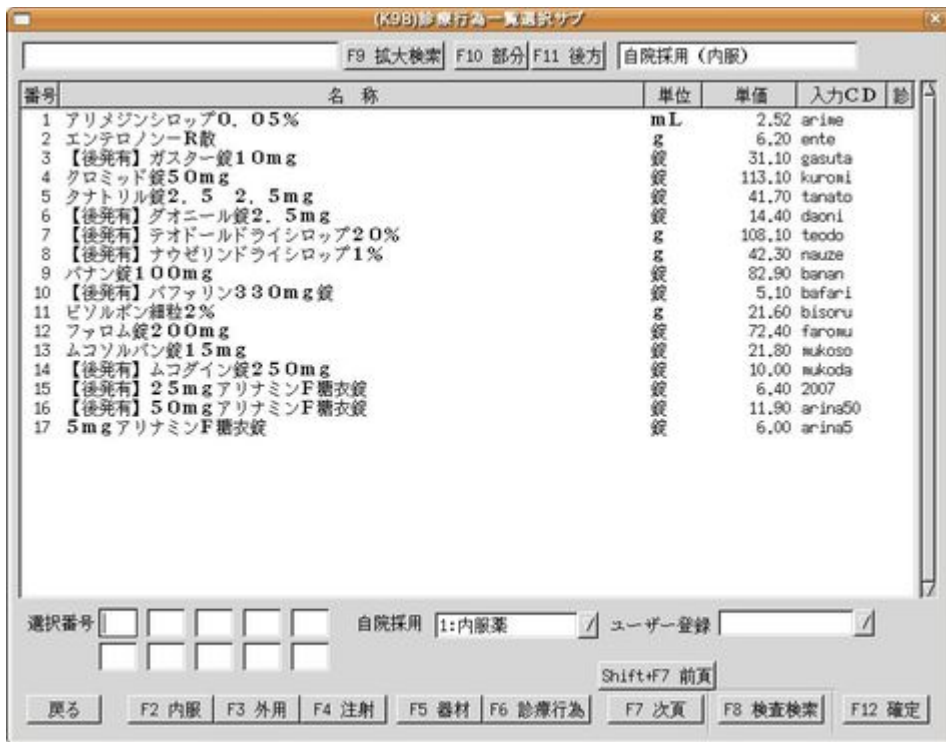 (K98)診療行為一覧選択サブ
F9 拡大検索 F10 部分 F11 後方 自院採用（内服）
番号 名 称 単位 単価 入力CD 診
1 アリメジンシロップ０．０５％ mL 2.52 arime
2 エンテロノンーR散 g 6.20 ente
3 【後発有】ガスター錠１０mg 錠 31.10 gasuta
4 クロミッド錠５０mg 錠 113.10 kuromi
5 タナトリル錠２．５ ２．５mg 錠 41.70 tanato
6 【後発有】ダオニール錠２．５mg 錠 14.40 daoni
7 【後発有】テオドールドライシロップ２０％ g 108.10 teodo
8 【後発有】ナウゼリンドライシロップ１％ g 42.30 nauze
9 バナン錠１００mg 錠 82.90 banan
10 【後発有】バファリン３３０mg錠 錠 5.10 bafari
11 ビソルボン細粒２％ g 21.60 bisoru
12 ファロム錠２００mg 錠 72.40 faromu
13 ムコソルバン錠１５mg 錠 21.80 mukoso
14 【後発有】ムコダイン錠２５０mg 錠 10.00 mukoda
15 【後発有】２５mgアリナミンF糖衣錠 錠 6.40 2007
16 【後発有】５０mgアリナミンF糖衣錠 錠 11.90 arina50
17 ５mgアリナミンF糖衣錠 錠 6.00 arina5
選択番号 自院採用 1:内服薬 ユーザー登録
Shift+F7 前頁
戻る F2 内服 F3 外用 F4 注射 F5 器材 F6 診療行為 F7 次頁 F8 検査検索 F12 確定